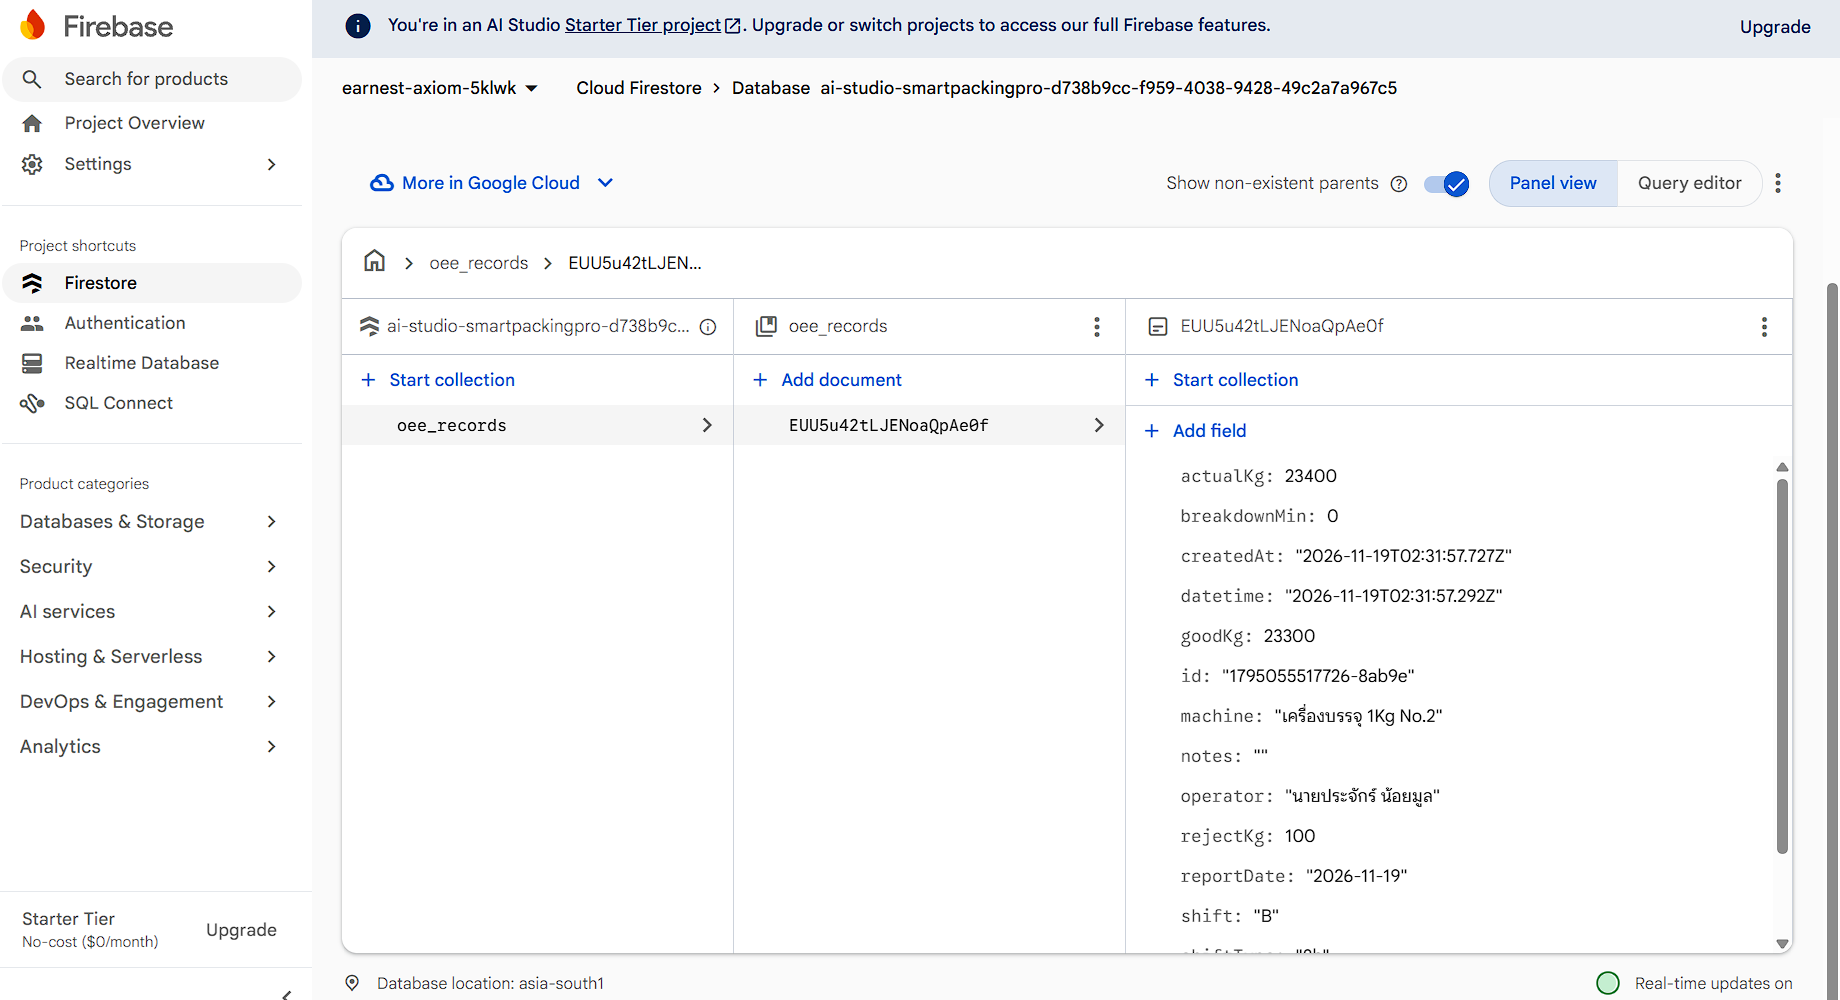 Firebase
Search for products
Project Overview
Settings
Project shortcuts
Firestore
Authentication
Realtime Database
SQL Connect
Product categories
Databases & Storage
Security
AI services
Hosting & Serverless
DevOps & Engagement
Analytics
Starter Tier
No-cost ($0/month)
Upgrade
You're in an AI Studio Starter Tier project. Upgrade or switch projects to access our full Firebase features.
Upgrade
earnest-axiom-5klwk
Cloud Firestore > Database ai-studio-smartpackingpro-d738b9cc-f959-4038-9428-49c2a7a967c5
More in Google Cloud
Show non-existent parents
Panel view
Query editor
oee_records > EUU5u42tLJEN...
ai-studio-smartpackingpro-d738b9c...
+ Start collection
oee_records
oee_records
+ Add document
EUU5u42tLJENoaQpAe0f
EUU5u42tLJENoaQpAe0f
+ Start collection
+ Add field
actualKg: 23400
breakdownMin: 0
createdAt: "2026-11-19T02:31:57.727Z"
datetime: "2026-11-19T02:31:57.292Z"
goodKg: 23300
id: "1795055517726-8ab9e"
machine: "เครื่องบรรจุ 1Kg No.2"
notes: ""
operator: "นายประจักร์ น้อยมูล"
rejectKg: 100
reportDate: "2026-11-19"
shift: "B"
Database location: asia-south1
Real-time updates on